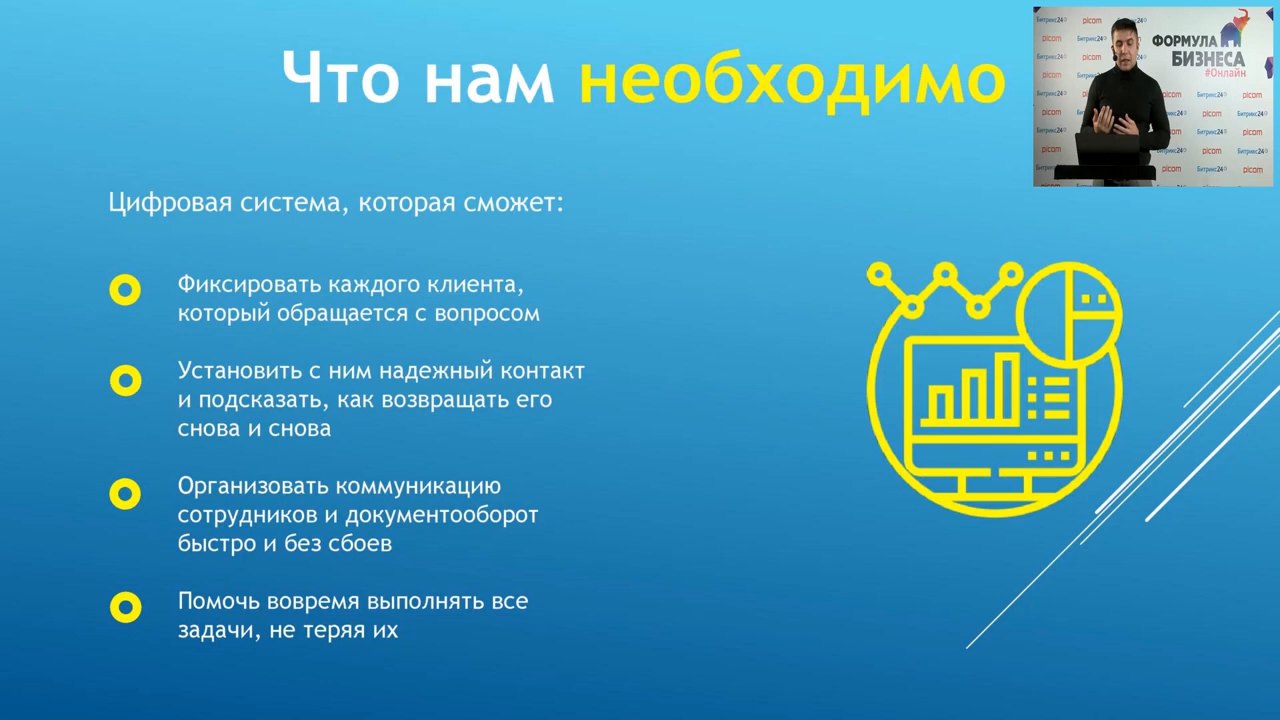 Что нам необходимо
Цифровая система, которая сможет:
Фиксировать каждого клиента,
который обращается с вопросом
Установить с ним надежный контакт
и подсказать, как возвращать его
снова и снова
Организовать коммуникацию
сотрудников и документооборот
быстро и без сбоев
Помочь вовремя выполнять все
задачи, не теряя их
ФОРМУЛА
БИЗНЕСА
#Онлайн
Битрикс24
picom